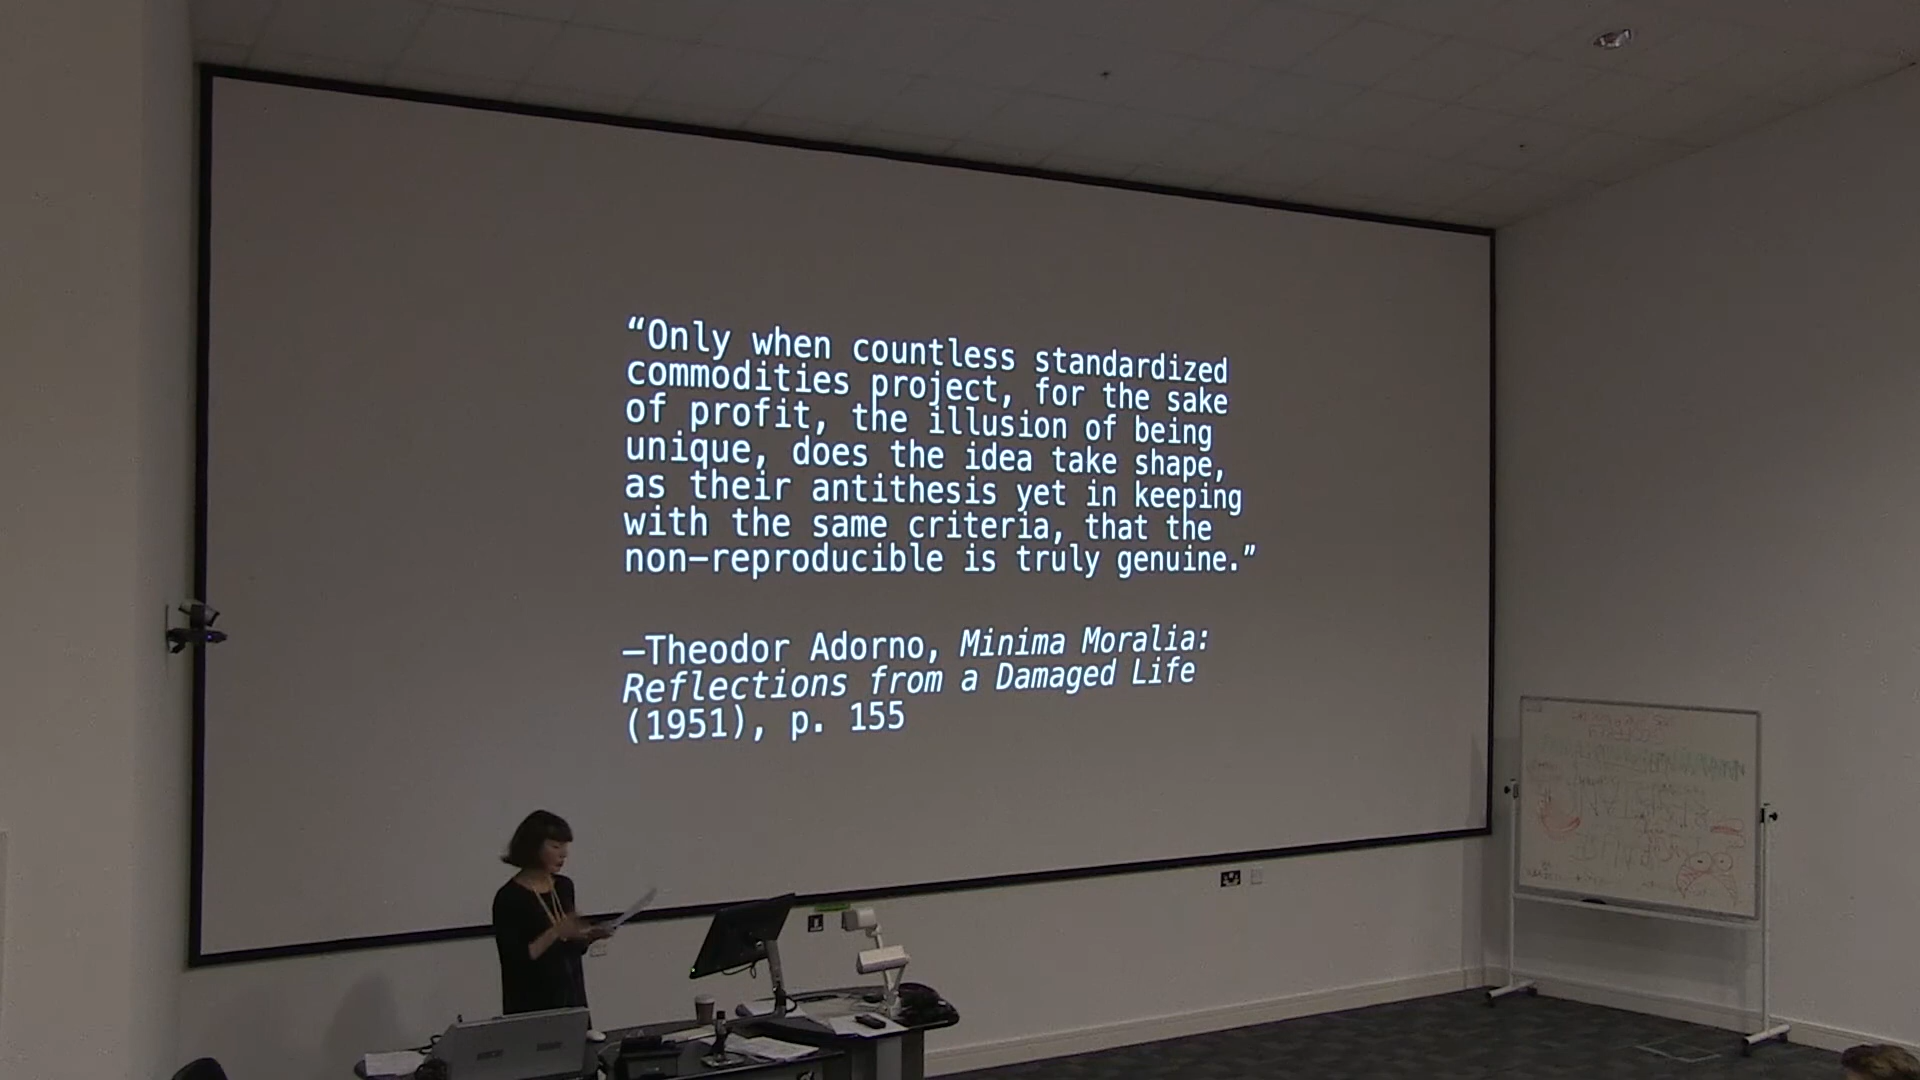 “Only when countless standardized
commodities project, for the sake
of profit, the illusion of being
unique, does the idea take shape,
as their antithesis yet in keeping
with the same criteria, that the
non–reproducible is truly genuine.”
—Theodor Adorno, Minima Moralia:
Reflections from a Damaged Life
(1951), p. 155